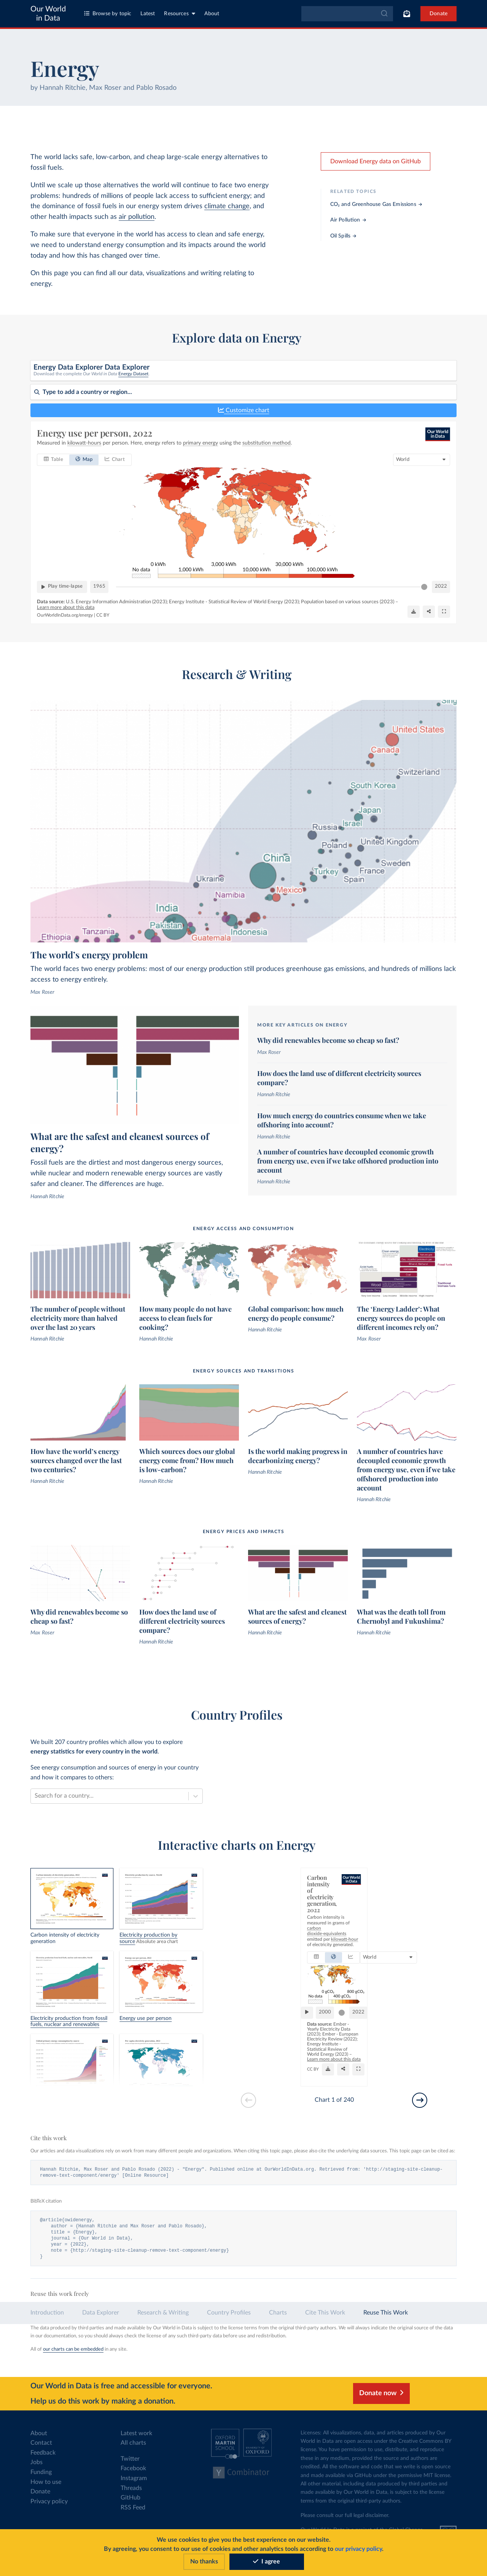 Our World
in Data
Browse by topic
Latest
Resources
About
Donate
Energy
by Hannah Ritchie, Max Roser and Pablo Rosado
The world lacks safe, low-carbon, and cheap large-scale energy alternatives to
fossil fuels.
Until we scale up those alternatives the world will continue to face two energy
problems: hundreds of millions of people lack access to sufficient energy; and
the dominance of fossil fuels in our energy system drives climate change, and
other health impacts such as air pollution.
To make sure that everyone in the world has access to clean and safe energy,
we need to understand energy consumption and its impacts around the world
today and how this has changed over time.
On this page you can find all our data, visualizations and writing relating to
energy.
Download Energy data on GitHub
RELATED TOPICS
CO₂ and Greenhouse Gas Emissions →
Air Pollution →
Oil Spills →
Explore data on Energy
Energy Data Explorer Data Explorer
Download the complete Our World in Data Energy Dataset.
Type to add a country or region...
Customize chart
Energy use per person, 2022
Measured in kilowatt-hours per person. Here, energy refers to primary energy using the substitution method.
Our World
in Data
Table
Map
Chart
World
No data
0 kWh
1,000 kWh
3,000 kWh
10,000 kWh
30,000 kWh
100,000 kWh
Play time-lapse
1965
2022
Data source: U.S. Energy Information Administration (2023); Energy Institute - Statistical Review of World Energy (2023); Population based on various sources (2023) –
Learn more about this data
OurWorldInData.org/energy | CC BY
Research & Writing
Sing
United States
Canada
Switzerland
Japan
Russia
Israel
Poland
United Kingdom
China
Sweden
France
Turkey
Spain
Ukraine
Mexico
Namibia
India
Pakistan
Indonesia
Tanzania
Ethiopia
Guatemala
The world's energy problem
The world faces two energy problems: most of our energy production still produces greenhouse gas emissions, and hundreds of millions lack
access to energy entirely.
Max Roser
What are the safest and cleanest sources of
energy?
Fossil fuels are the dirtiest and most dangerous energy sources,
while nuclear and modern renewable energy sources are vastly
safer and cleaner. The differences are huge.
Hannah Ritchie
MORE KEY ARTICLES ON ENERGY
Why did renewables become so cheap so fast?
Max Roser
How does the land use of different electricity sources
compare?
Hannah Ritchie
How much energy do countries consume when we take
offshoring into account?
Hannah Ritchie
A number of countries have decoupled economic growth
from energy use, even if we take offshored production into
account
Hannah Ritchie
ENERGY ACCESS AND CONSUMPTION
The number of people without
electricity more than halved
over the last 20 years
Hannah Ritchie
How many people do not have
access to clean fuels for
cooking?
Hannah Ritchie
Global comparison: how much
energy do people consume?
Hannah Ritchie
The 'Energy Ladder': What
energy sources do people on
different incomes rely on?
Max Roser
ENERGY SOURCES AND TRANSITIONS
How have the world's energy
sources changed over the last
two centuries?
Hannah Ritchie
Which sources does our global
energy come from? How much
is low-carbon?
Hannah Ritchie
Is the world making progress in
decarbonizing energy?
Hannah Ritchie
A number of countries have
decoupled economic growth
from energy use, even if we take
offshored production into
account
Hannah Ritchie
ENERGY PRICES AND IMPACTS
Why did renewables become so
cheap so fast?
Max Roser
How does the land use of
different electricity sources
compare?
Hannah Ritchie
What are the safest and cleanest
sources of energy?
Hannah Ritchie
What was the death toll from
Chernobyl and Fukushima?
Hannah Ritchie
Country Profiles
We built 207 country profiles which allow you to explore
energy statistics for every country in the world.
See energy consumption and sources of energy in your country
and how it compares to others:
Search for a country...
Interactive charts on Energy
Carbon intensity of electricity
generation
Electricity production by
source Absolute area chart
Electricity production from fossil
fuels, nuclear and renewables
Energy use per person
Carbon
intensity
of
electricity
generation,
2022
Our World
in Data
Carbon intensity is
measured in grams of
carbon
dioxide-equivalents
emitted per kilowatt-hour
of electricity generated.
World
0 gCO₂
800 gCO₂
No data
400 gCO₂
2000
2022
Data source: Ember -
Yearly Electricity Data
(2023); Ember - European
Electricity Review (2022);
Energy Institute -
Statistical Review of
World Energy (2023) –
Learn more about this data
CC BY
Chart 1 of 240
Cite this work
Our articles and data visualizations rely on work from many different people and organizations. When citing this topic page, please also cite the underlying data sources. This topic page can be cited as:
Hannah Ritchie, Max Roser and Pablo Rosado (2022) - "Energy". Published online at OurWorldInData.org. Retrieved from: 'http://staging-site-cleanup-
remove-text-component/energy' [Online Resource]
BibTeX citation
@article{owidenergy,
author = {Hannah Ritchie and Max Roser and Pablo Rosado},
title = {Energy},
journal = {Our World in Data},
year = {2022},
note = {http://staging-site-cleanup-remove-text-component/energy}
}
Reuse this work freely
Introduction
Data Explorer
Research & Writing
Country Profiles
Charts
Cite This Work
Reuse This Work
The data produced by third parties and made available by Our World in Data is subject to the license terms from the original third-party authors. We will always indicate the original source of the data
in our documentation, so you should always check the license of any such third-party data before use and redistribution.
All of our charts can be embedded in any site.
Our World in Data is free and accessible for everyone.
Help us do this work by making a donation.
Donate now
About
Contact
Feedback
Jobs
Funding
How to use
Donate
Privacy policy
Latest work
All charts
Twitter
Facebook
Instagram
Threads
GitHub
RSS Feed
OXFORD
MARTIN
SCHOOL
UNIVERSITY OF
OXFORD
Y Combinator
Licenses: All visualizations, data, and articles produced by Our
World in Data are open access under the Creative Commons BY
license. You have permission to use, distribute, and reproduce
these in any medium, provided the source and authors are
credited. All the software and code that we write is open source
and made available via GitHub under the permissive MIT license.
All other material, including data produced by third parties and
made available by Our World in Data, is subject to the license
terms from the original third-party authors.
Please consult our full legal disclaimer.
We use cookies to give you the best experience on our website.
By agreeing, you consent to our use of cookies and other analytics tools according to our privacy policy.
No thanks
I agree